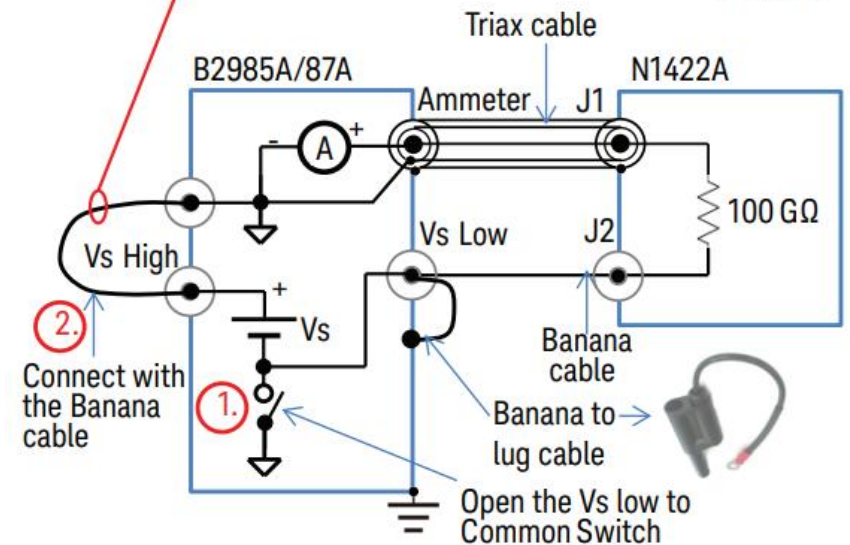 Triax cable
B2985A/87A
N1422A
Ammeter
J1
-
A
+
100 GΩ
Vs Low
J2
Vs High
+
2.
Vs
Connect with
the Banana
cable
1.
Banana
cable
Banana to
lug cable
Open the Vs low to
Common Switch